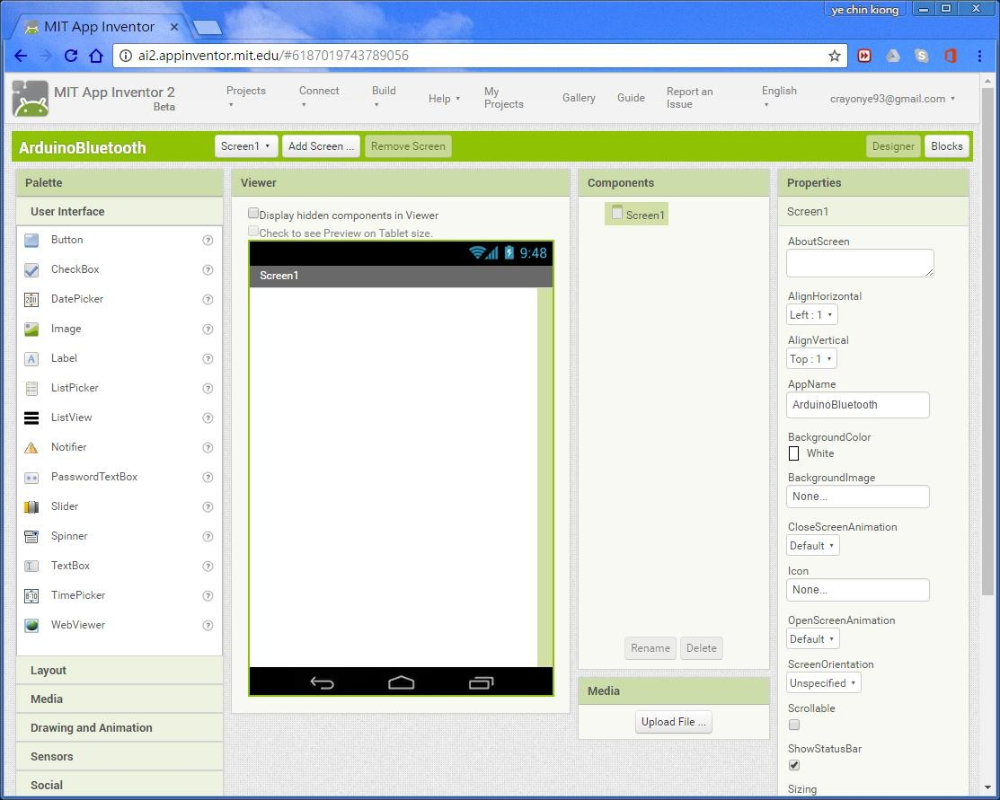 ye chin kiong
MIT App Inventor
ai2.appinventor.mit.edu/#6187019743789056
MIT App Inventor 2
Beta
Projects
Connect
Build
Help
My Projects
Gallery
Guide
Report an Issue
English
crayonye93@gmail.com
ArduinoBluetooth
Screen1
Add Screen ...
Remove Screen
Designer
Blocks
Palette
User Interface
Button
CheckBox
DatePicker
Image
Label
ListPicker
ListView
Notifier
PasswordTextBox
Slider
Spinner
TextBox
TimePicker
WebViewer
Layout
Media
Drawing and Animation
Sensors
Social
Viewer
Display hidden components in Viewer
Check to see Preview on Tablet size.
9:48
Screen1
Components
Screen1
Rename
Delete
Media
Upload File ...
Properties
Screen1
AboutScreen
AlignHorizontal
Left : 1
AlignVertical
Top : 1
AppName
ArduinoBluetooth
BackgroundColor
White
BackgroundImage
None...
CloseScreenAnimation
Default
Icon
None...
OpenScreenAnimation
Default
ScreenOrientation
Unspecified
Scrollable
ShowStatusBar
Sizing